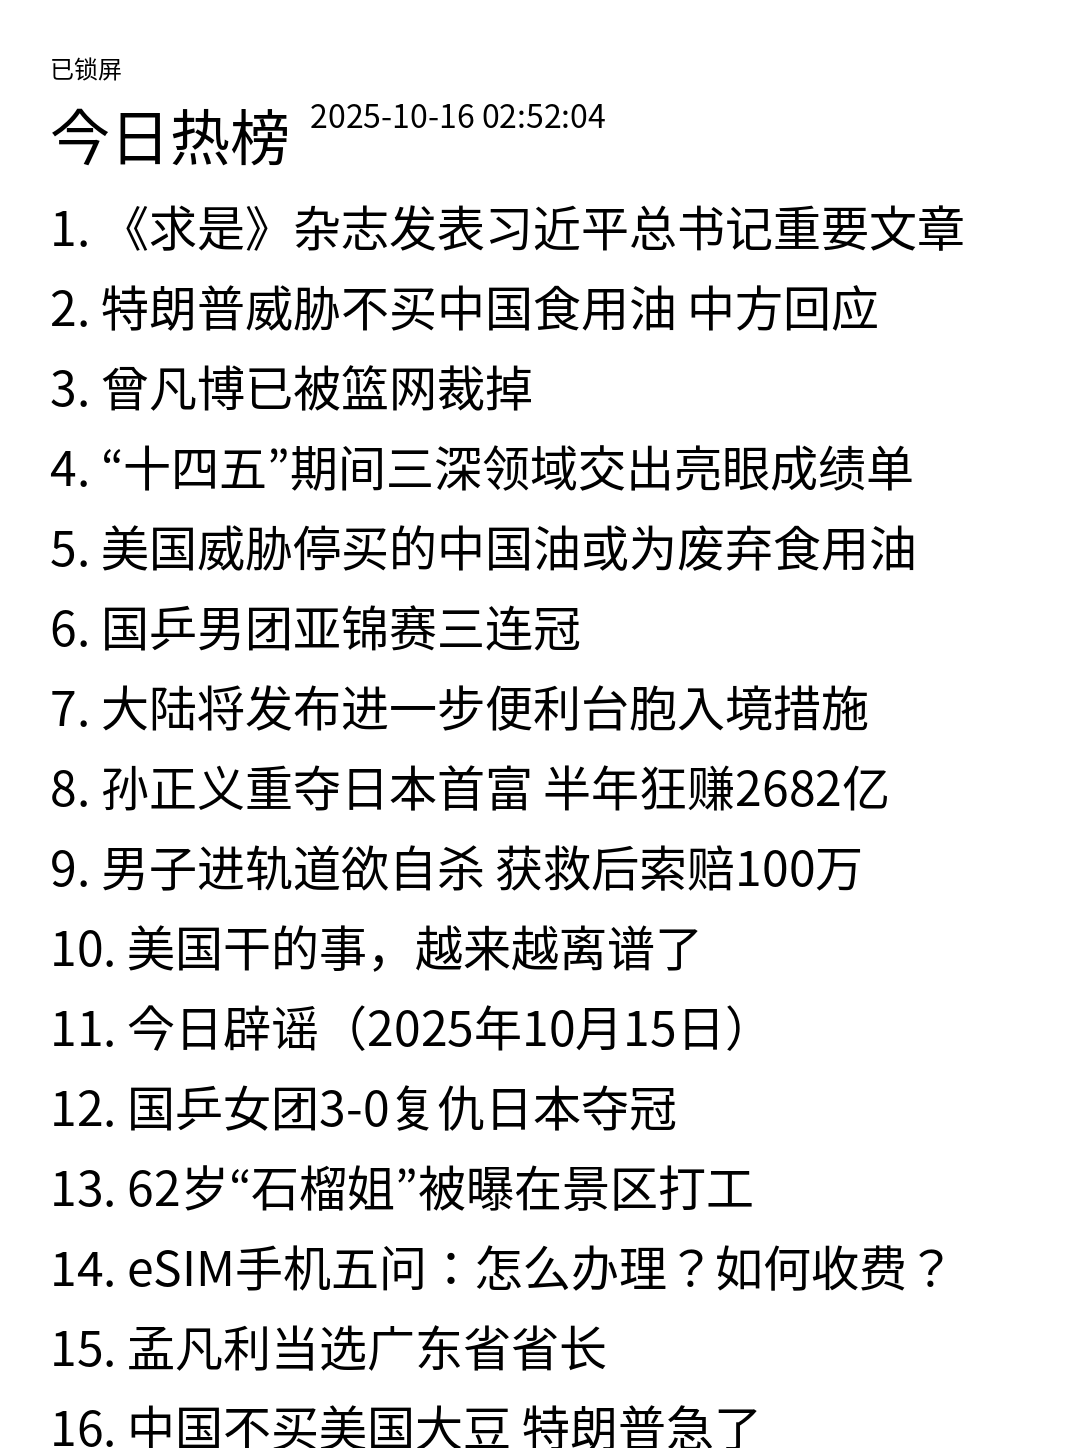 已锁屏
今日热榜 2025-10-16 02:52:04
1. 《求是》杂志发表习近平总书记重要文章
2. 特朗普威胁不买中国食用油 中方回应
3. 曾凡博已被篮网裁掉
4. “十四五”期间三深领域交出亮眼成绩单
5. 美国威胁停买的中国油或为废弃食用油
6. 国乒男团亚锦赛三连冠
7. 大陆将发布进一步便利台胞入境措施
8. 孙正义重夺日本首富 半年狂赚2682亿
9. 男子进轨道欲自杀 获救后索赔100万
10. 美国干的事，越来越离谱了
11. 今日辟谣（2025年10月15日）
12. 国乒女团3-0复仇日本夺冠
13. 62岁“石榴姐”被曝在景区打工
14. eSIM手机五问：怎么办理？如何收费？
15. 孟凡利当选广东省省长
16. 中国不买美国大豆 特朗普急了